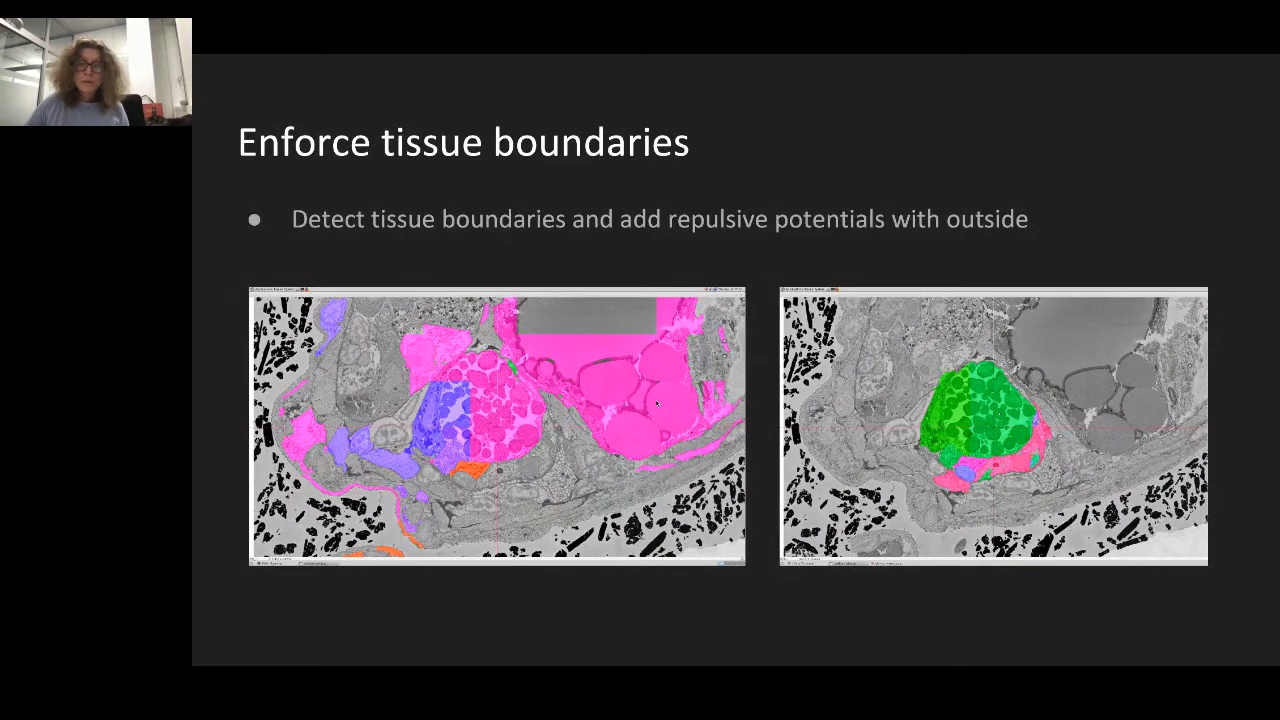 Enforce tissue boundaries
● Detect tissue boundaries and add repulsive potentials with outside